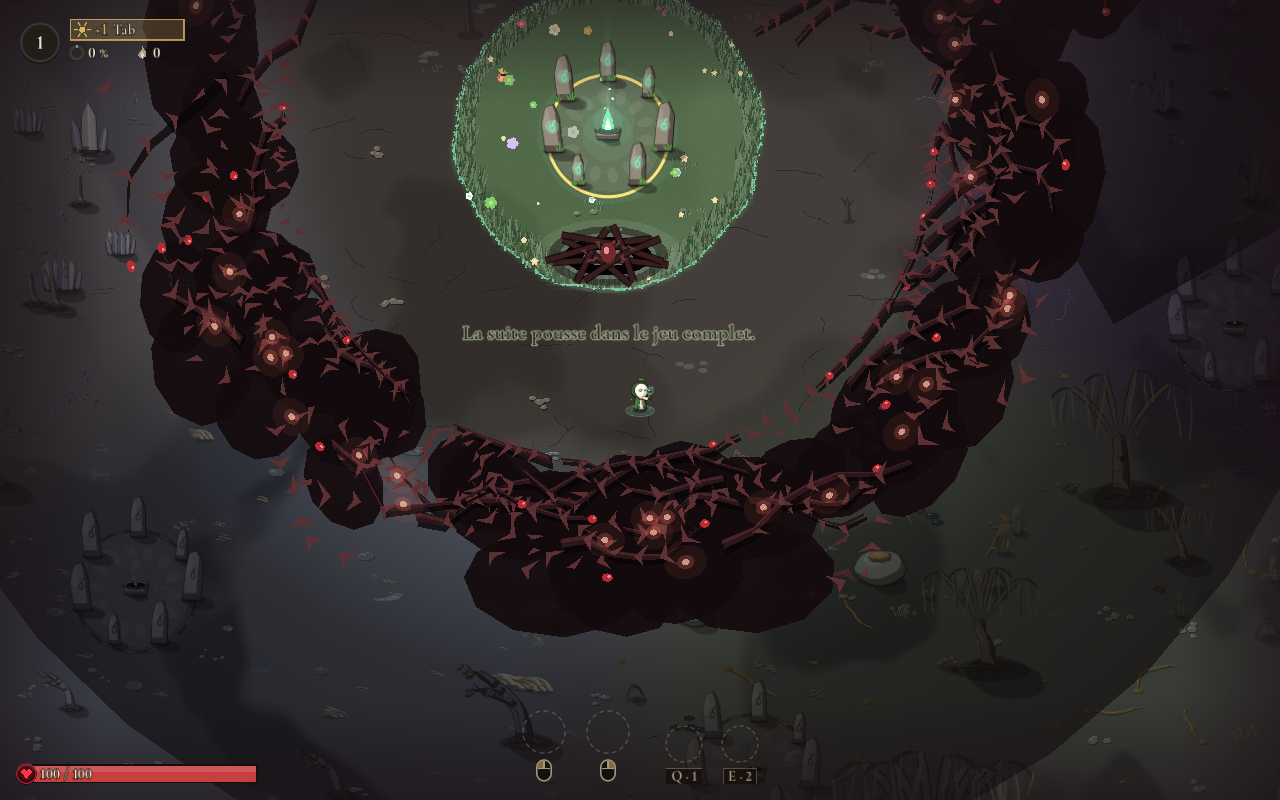 1
+1 Tab
0 %
0
La suite pousse dans le jeu complet.
100 / 100
Q - 1
E - 2